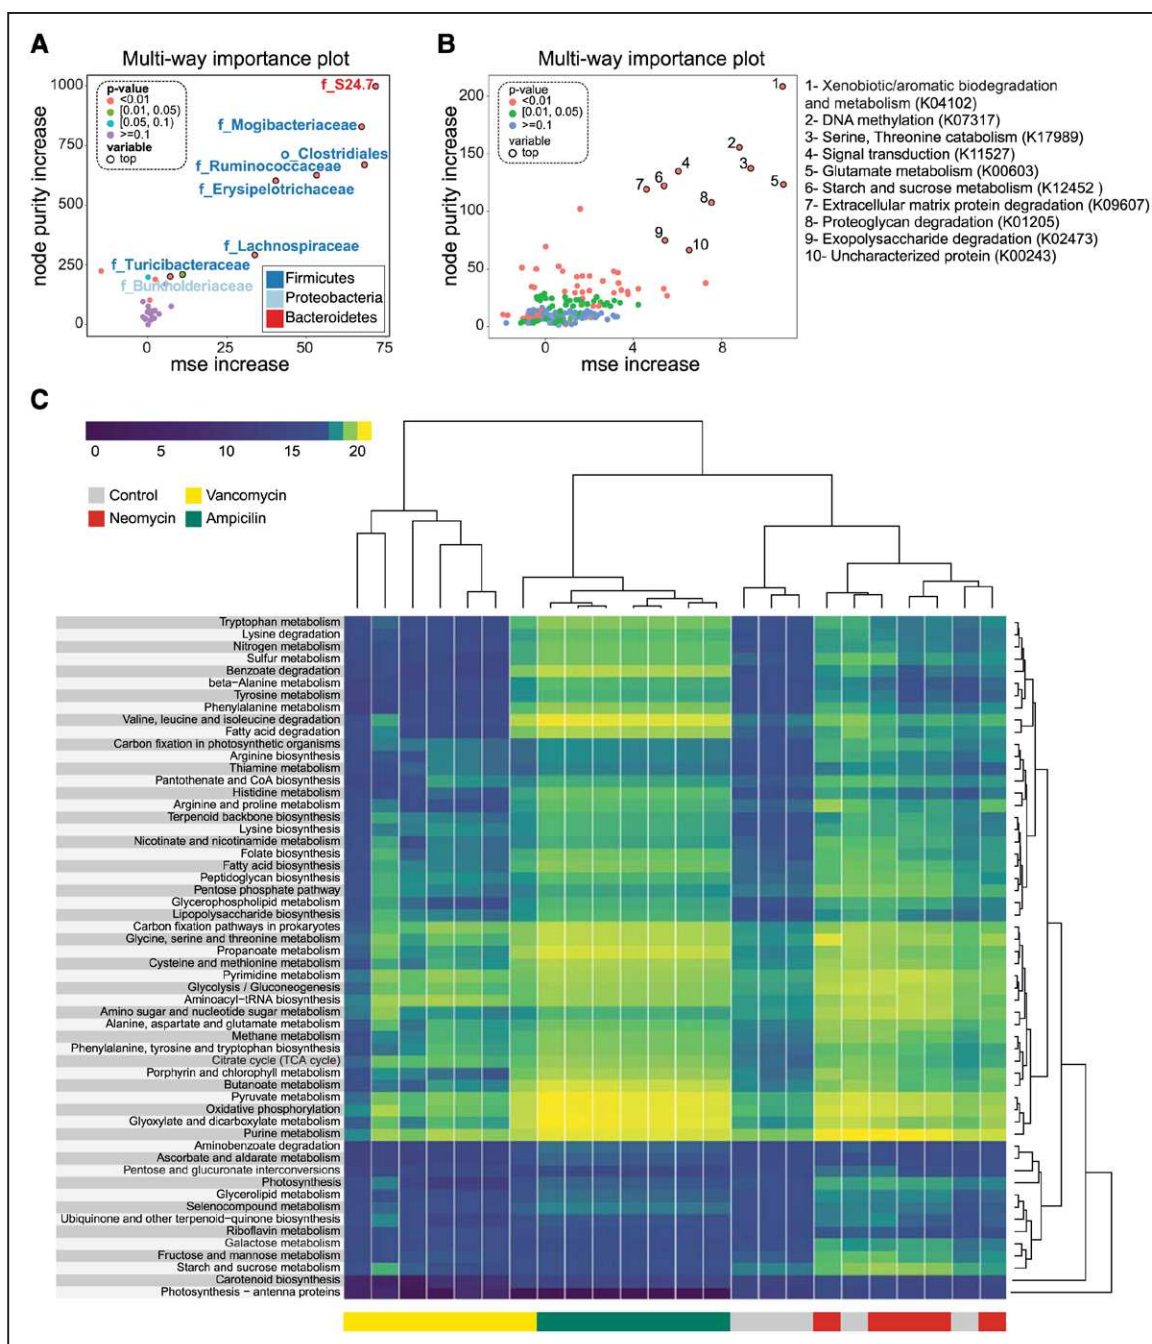 A
Multi-way importance plot
node purity increase
1000
750
500
250
0
0
25
50
75
mse increase
p-value
<0.01
[0.01, 0.05)
[0.05, 0.1)
>=0.1
variable
top
f_S24.7
f_Mogibacteriaceae
o_Clostridiales
f_Ruminococcaceae
f_Erysipelotrichaceae
f_Lachnospiraceae
f_Turicibacteraceae
f_Burkholderiaceae
Firmicutes
Proteobacteria
Bacteroidetes
B
Multi-way importance plot
node purity increase
200
150
100
50
0
0
4
8
mse increase
p-value
<0.01
[0.01, 0.05)
>=0.1
variable
top
1
2
3
4
5
6
7
8
9
10
1- Xenobiotic/aromatic biodegradation
and metabolism (K04102)
2- DNA methylation (K07317)
3- Serine, Threonine catabolism (K17989)
4- Signal transduction (K11527)
5- Glutamate metabolism (K00603)
6- Starch and sucrose metabolism (K12452 )
7- Extracellular matrix protein degradation (K09607)
8- Proteoglycan degradation (K01205)
9- Exopolysaccharide degradation (K02473)
10- Uncharacterized protein (K00243)
C
0 5 10 15 20
Control
Vancomycin
Neomycin
Ampicilin
Tryptophan metabolism
Lysine degradation
Nitrogen metabolism
Sulfur metabolism
Benzoate degradation
beta−Alanine metabolism
Tyrosine metabolism
Phenylalanine metabolism
Valine, leucine and isoleucine degradation
Fatty acid degradation
Carbon fixation in photosynthetic organisms
Arginine biosynthesis
Thiamine metabolism
Pantothenate and CoA biosynthesis
Histidine metabolism
Arginine and proline metabolism
Terpenoid backbone biosynthesis
Lysine biosynthesis
Nicotinate and nicotinamide metabolism
Folate biosynthesis
Fatty acid biosynthesis
Peptidoglycan biosynthesis
Pentose phosphate pathway
Glycerophospholipid metabolism
Lipopolysaccharide biosynthesis
Carbon fixation pathways in prokaryotes
Glycine, serine and threonine metabolism
Propanoate metabolism
Cysteine and methionine metabolism
Pyrimidine metabolism
Glycolysis / Gluconeogenesis
Aminoacyl−tRNA biosynthesis
Amino sugar and nucleotide sugar metabolism
Alanine, aspartate and glutamate metabolism
Methane metabolism
Phenylalanine, tyrosine and tryptophan biosynthesis
Citrate cycle (TCA cycle)
Porphyrin and chlorophyll metabolism
Butanoate metabolism
Pyruvate metabolism
Oxidative phosphorylation
Glyoxylate and dicarboxylate metabolism
Purine metabolism
Aminobenzoate degradation
Ascorbate and aldarate metabolism
Pentose and glucuronate interconversions
Photosynthesis
Glycerolipid metabolism
Selenocompound metabolism
Ubiquinone and other terpenoid−quinone biosynthesis
Riboflavin metabolism
Galactose metabolism
Fructose and mannose metabolism
Starch and sucrose metabolism
Carotenoid biosynthesis
Photosynthesis − antenna proteins